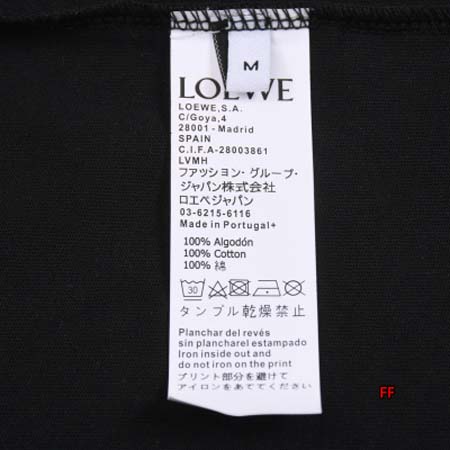 M
LOEWE
LOEWE,S.A.
C/Goya,4
28001 - Madrid
SPAIN
C.I.F.A-28003861
LVMH
ファッション・グループ・
ジャパン株式会社
ロエベジャパン
03-6215-6116
Made in Portugal+
100% Algodón
100% Cotton
100% 綿
30
タンブル乾燥禁止
Planchar del revés
sin plancharel estampado
Iron inside out and
do not iron on the print
プリント部分を避けて
アイロンをあててください
FF